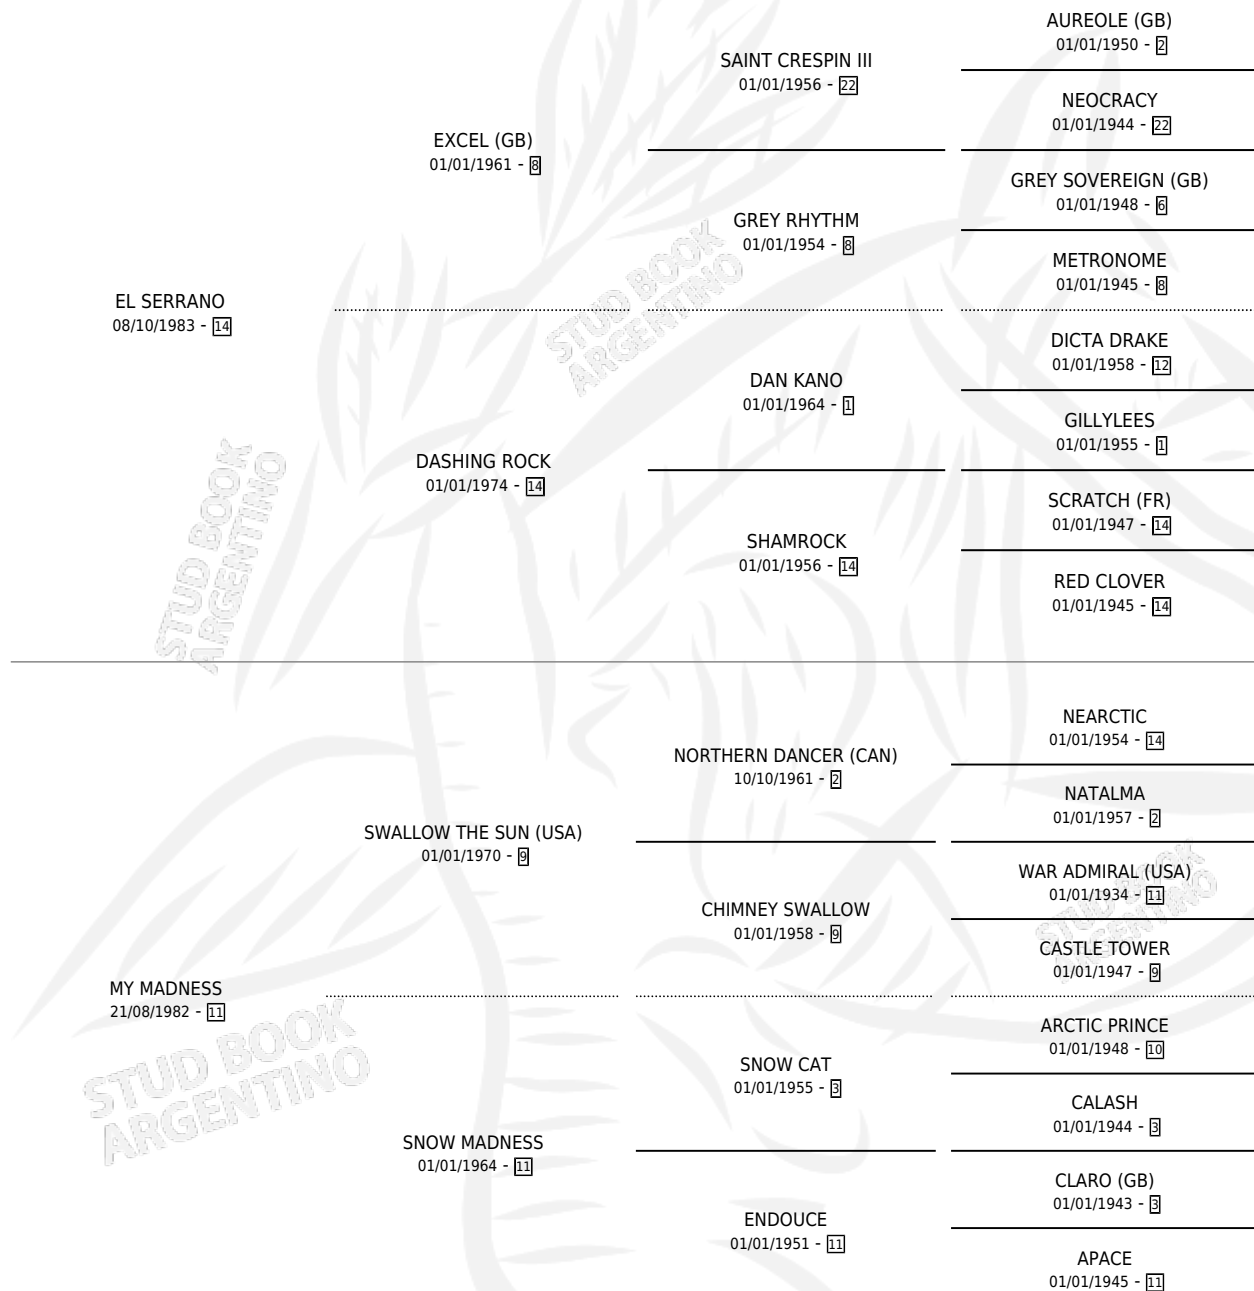 AUREOLE (GB)
01/01/1950 - 2
SAINT CRESPIN III
01/01/1956 - 22
NEOCRACY
01/01/1944 - 22
EXCEL (GB)
01/01/1961 - 8
GREY SOVEREIGN (GB)
01/01/1948 - 6
GREY RHYTHM
01/01/1954 - 8
METRONOME
01/01/1945 - 8
EL SERRANO
08/10/1983 - 14
DICTA DRAKE
01/01/1958 - 12
DAN KANO
01/01/1964 - 1
GILLYLEES
01/01/1955 - 1
DASHING ROCK
01/01/1974 - 14
SCRATCH (FR)
01/01/1947 - 14
SHAMROCK
01/01/1956 - 14
RED CLOVER
01/01/1945 - 14
NEARCTIC
01/01/1954 - 14
NORTHERN DANCER (CAN)
10/10/1961 - 2
NATALMA
01/01/1957 - 2
SWALLOW THE SUN (USA)
01/01/1970 - 9
WAR ADMIRAL (USA)
01/01/1934 - 11
CHIMNEY SWALLOW
01/01/1958 - 9
CASTLE TOWER
01/01/1947 - 9
MY MADNESS
21/08/1982 - 11
ARCTIC PRINCE
01/01/1948 - 10
SNOW CAT
01/01/1955 - 3
CALASH
01/01/1944 - 3
SNOW MADNESS
01/01/1964 - 11
CLARO (GB)
01/01/1943 - 3
ENDOUCE
01/01/1951 - 11
APACE
01/01/1945 - 11
STUD BOOK
ARGENTINO
STUD BOOK
ARGENTINO
STUD BOOK
ARGENTINO
STUD BOOK
ARGENTINO